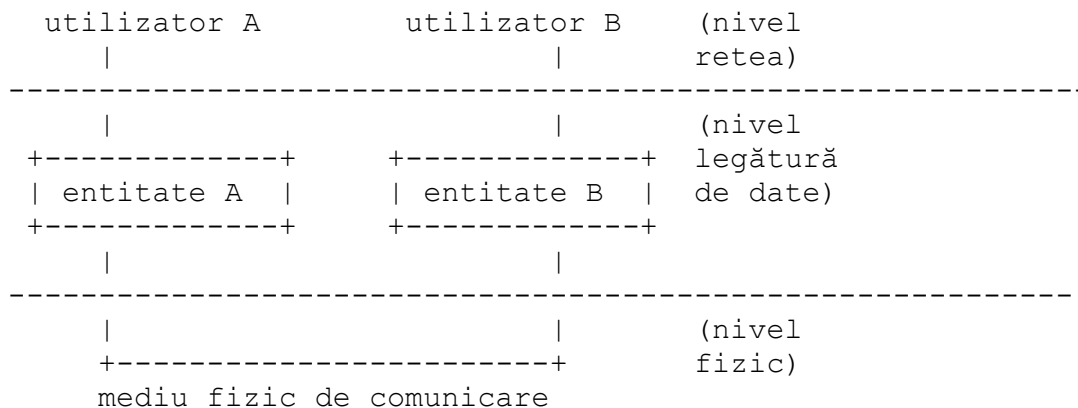 utilizator A utilizator B (nivel
| | retea)
------------------------------------------------------------
| | (nivel
+-------------+ +-------------+ legătură
| entitate A | | entitate B | de date)
+-------------+ +-------------+
| |
------------------------------------------------------------
| | (nivel
+------------------------+ fizic)
mediu fizic de comunicare